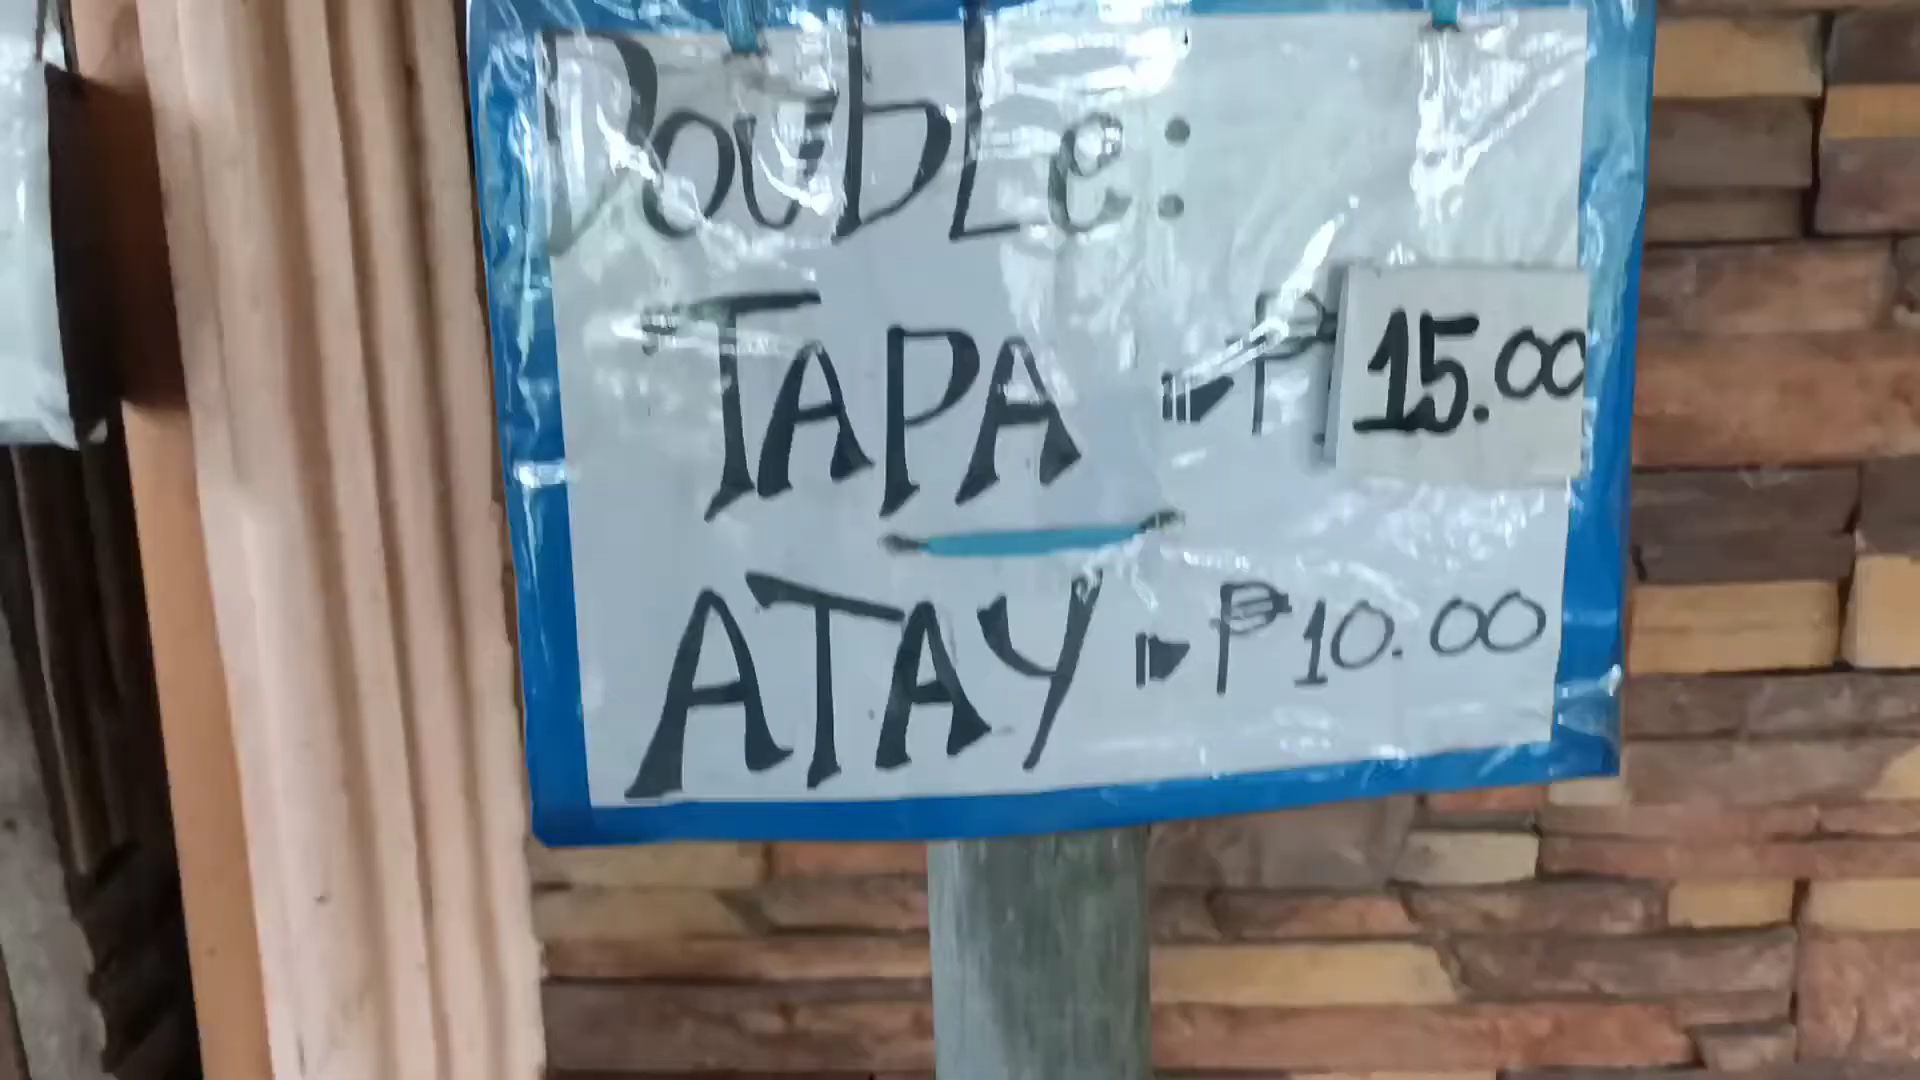 DoubLe:
TAPA - ₱ 15.00
ATAY - ₱10.00